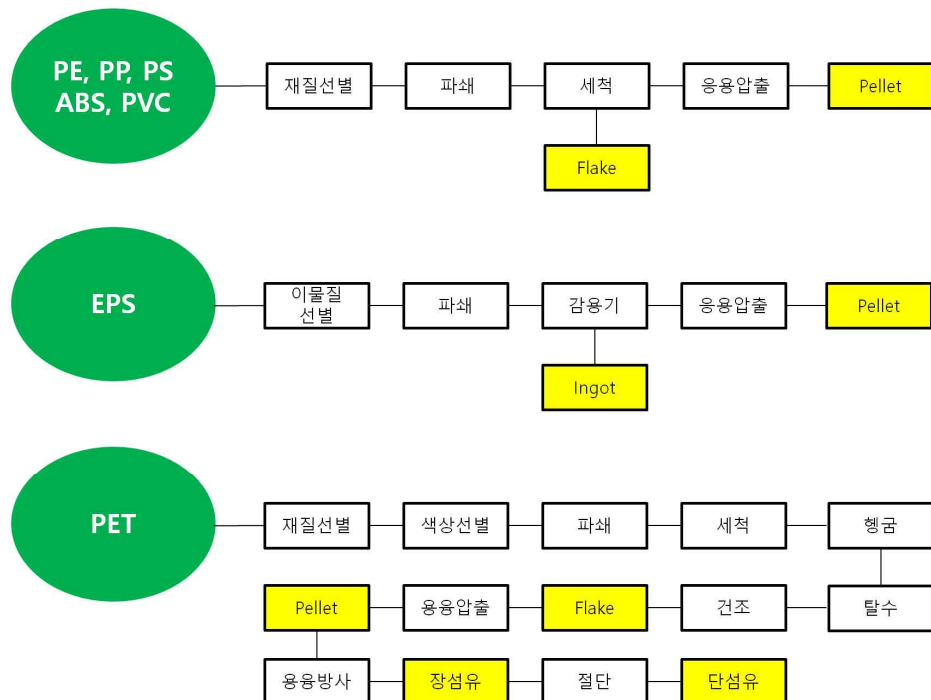 PE, PP, PS
ABS, PVC
재질선별
파쇄
세척
응용압출
Pellet
Flake
EPS
이물질
선별
파쇄
감용기
응용압출
Pellet
Ingot
PET
재질선별
색상선별
파쇄
세척
헹굼
Pellet
용융압출
Flake
건조
탈수
용융방사
장섬유
절단
단섬유